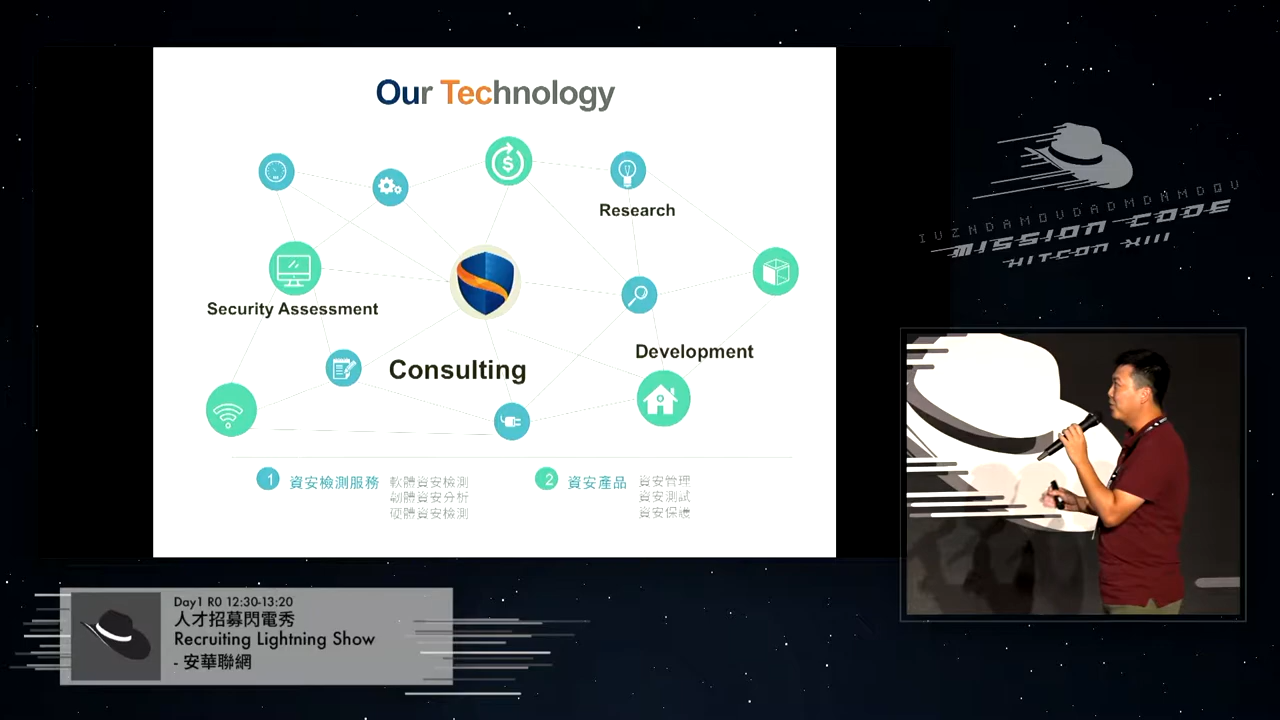 Our Technology
Research
Security Assessment
Development
Consulting
1 資安檢測服務 軟體資安檢測
韌體資安分析
硬體資安檢測
2 資安產品 資安管理
資安測試
資安保護
IVZNDAMOVDADMDNMDQV
MISSION CODE
HITCON XIII
Day1 R0 12:30-13:20
人才招募閃電秀
Recruiting Lightning Show
- 安華聯網